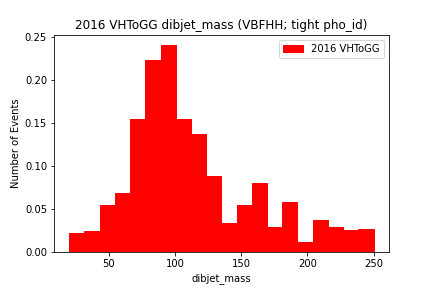 2016 VHToGG dibjet_mass (VBFHH; tight pho_id)
2016 VHToGG
0.25
0.20
0.15
0.10
0.05
0.00
Number of Events
50
100
150
200
250
dibjet_mass